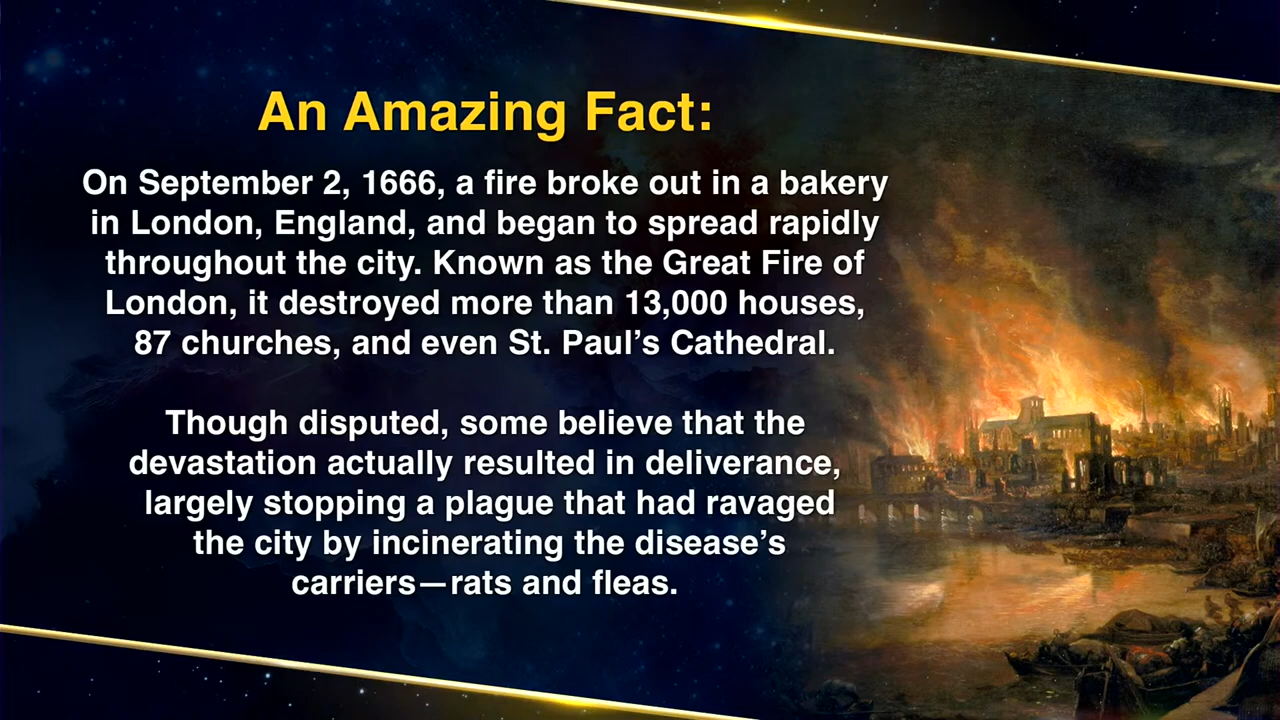 An Amazing Fact:
On September 2, 1666, a fire broke out in a bakery
in London, England, and began to spread rapidly
throughout the city. Known as the Great Fire of
London, it destroyed more than 13,000 houses,
87 churches, and even St. Paul’s Cathedral.
Though disputed, some believe that the
devastation actually resulted in deliverance,
largely stopping a plague that had ravaged
the city by incinerating the disease’s
carriers—rats and fleas.